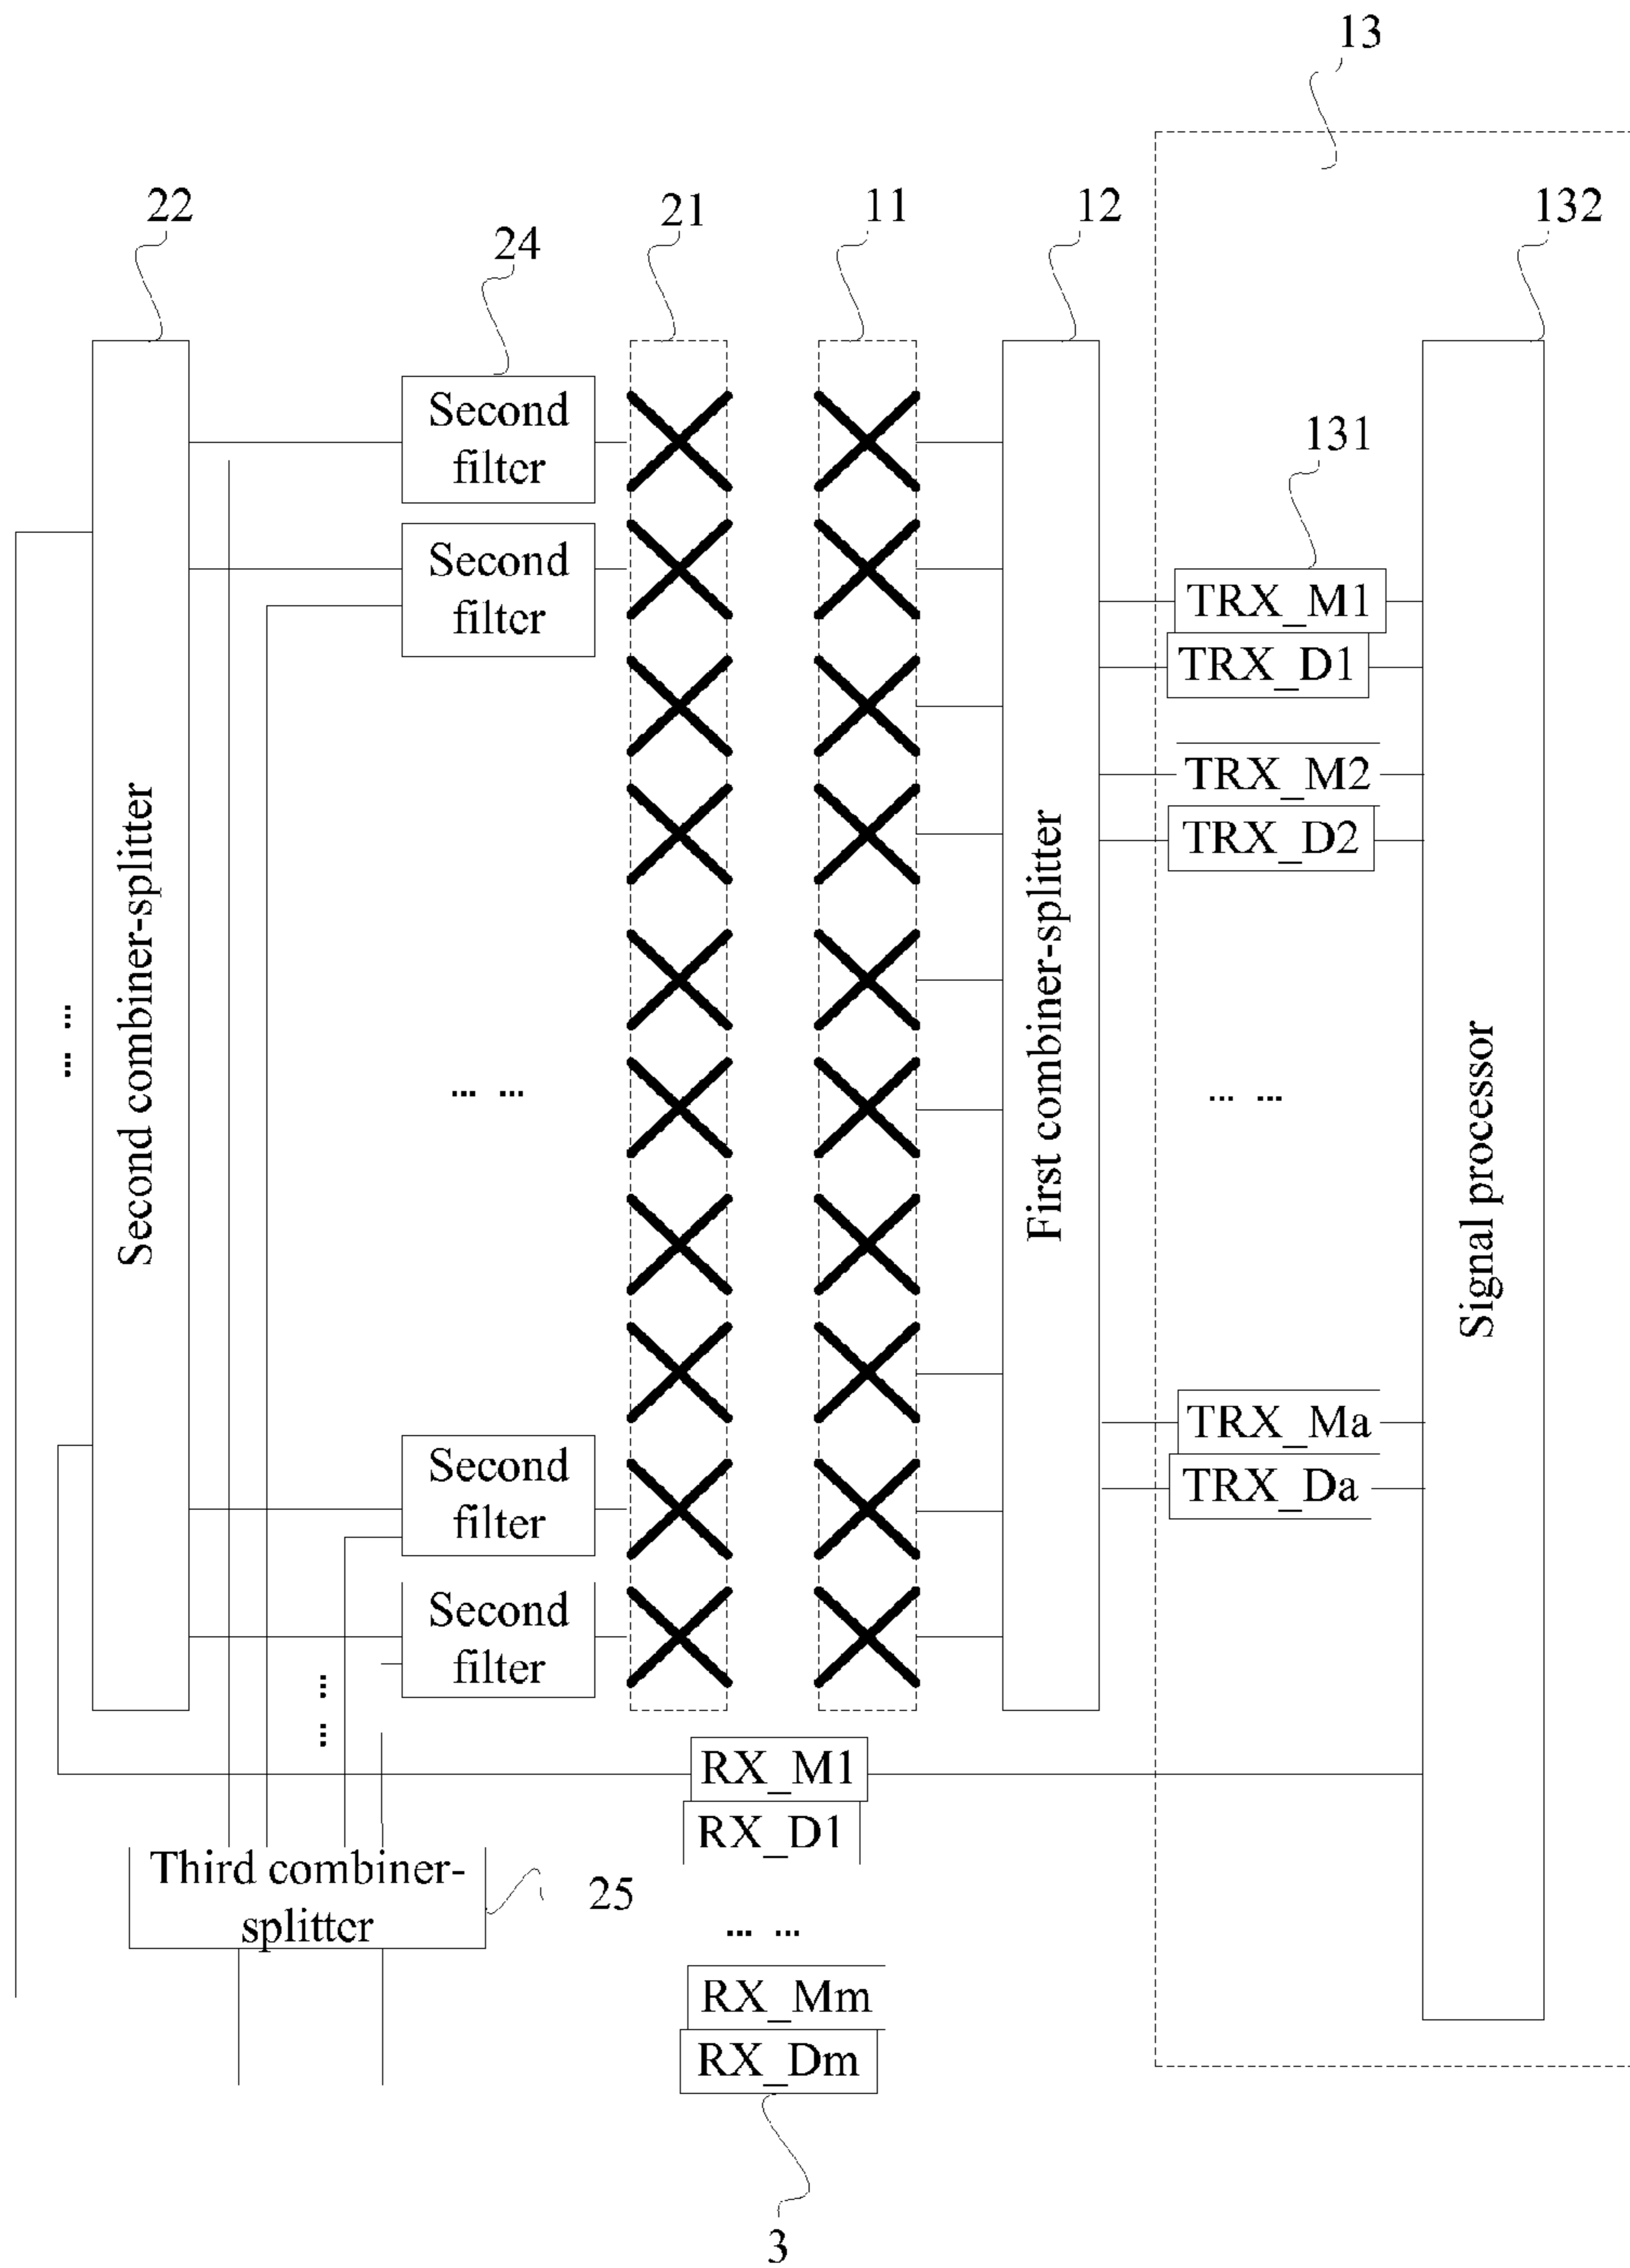 13
22
24
21
11
12
132
Second
filter
131
Second
filter
TRX_M1
TRX_D1
TRX_M2
TRX_D2
Second combiner-splitter
... ...
... ...
First combiner-splitter
... ...
Signal processor
TRX_Ma
TRX_Da
Second
filter
Second
filter
... ...
RX_M1
RX_D1
Third combiner-
splitter
25
... ...
RX_Mm
RX_Dm
3